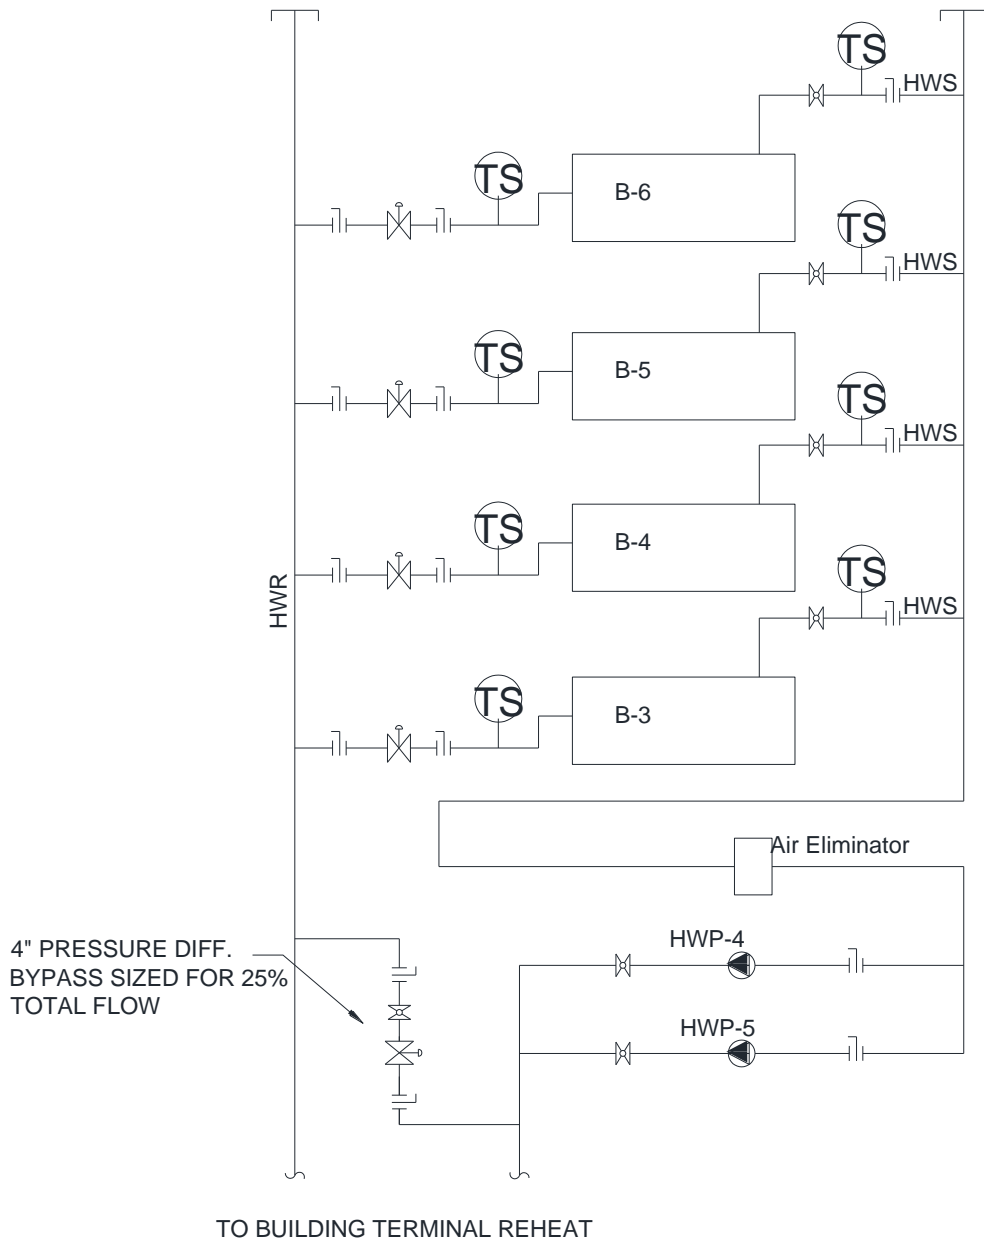 TS
HWS
TS
B-6
TS
HWS
TS
B-5
TS
HWS
TS
B-4
TS
HWS
HWR
TS
B-3
Air Eliminator
HWP-4
4" PRESSURE DIFF.
BYPASS SIZED FOR 25%
TOTAL FLOW
HWP-5
TO BUILDING TERMINAL REHEAT